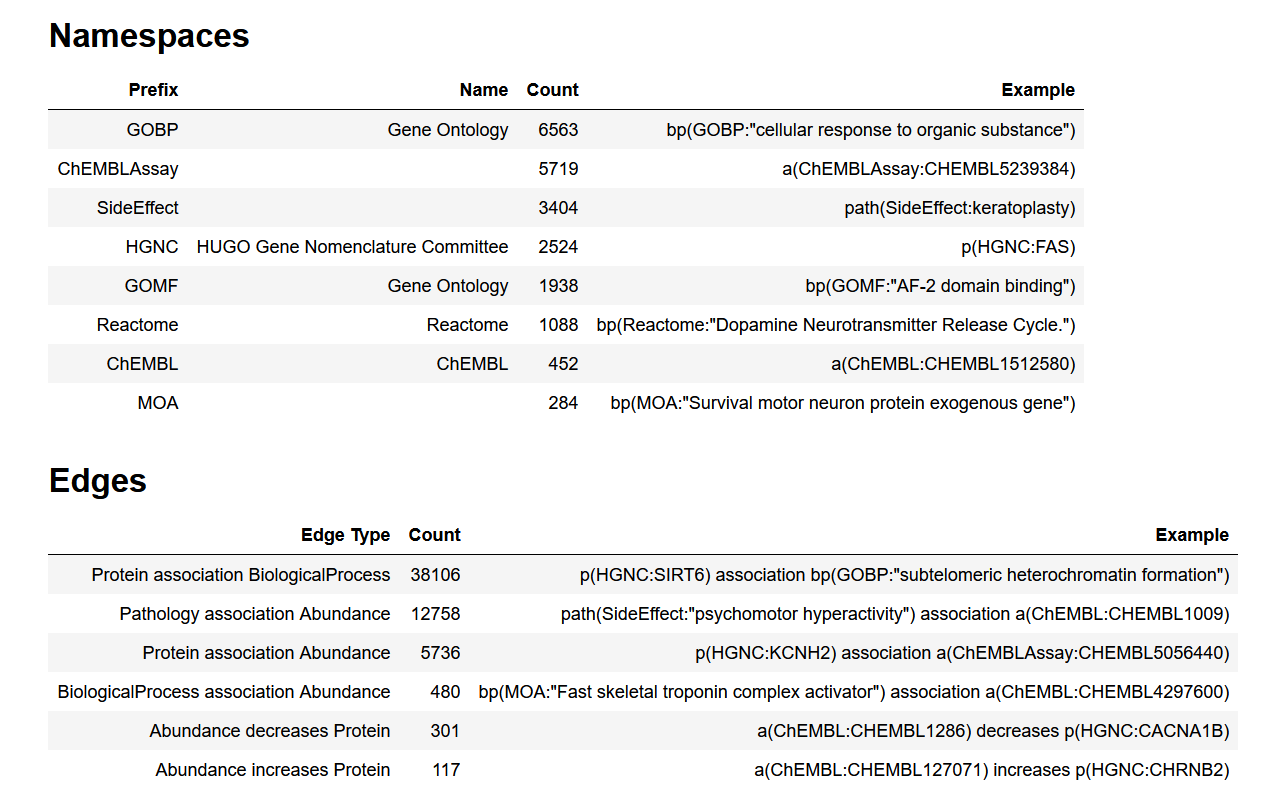 Namespaces
Prefix Name Count Example
GOBP Gene Ontology 6563 bp(GOBP:"cellular response to organic substance")
ChEMBLAssay 5719 a(ChEMBLAssay:CHEMBL5239384)
SideEffect 3404 path(SideEffect:keratoplasty)
HGNC HUGO Gene Nomenclature Committee 2524 p(HGNC:FAS)
GOMF Gene Ontology 1938 bp(GOMF:"AF-2 domain binding")
Reactome Reactome 1088 bp(Reactome:"Dopamine Neurotransmitter Release Cycle.")
ChEMBL ChEMBL 452 a(ChEMBL:CHEMBL1512580)
MOA 284 bp(MOA:"Survival motor neuron protein exogenous gene")
Edges
Edge Type Count Example
Protein association BiologicalProcess 38106 p(HGNC:SIRT6) association bp(GOBP:"subtelomeric heterochromatin formation")
Pathology association Abundance 12758 path(SideEffect:"psychomotor hyperactivity") association a(ChEMBL:CHEMBL1009)
Protein association Abundance 5736 p(HGNC:KCNH2) association a(ChEMBLAssay:CHEMBL5056440)
BiologicalProcess association Abundance 480 bp(MOA:"Fast skeletal troponin complex activator") association a(ChEMBL:CHEMBL4297600)
Abundance decreases Protein 301 a(ChEMBL:CHEMBL1286) decreases p(HGNC:CACNA1B)
Abundance increases Protein 117 a(ChEMBL:CHEMBL127071) increases p(HGNC:CHRNB2)